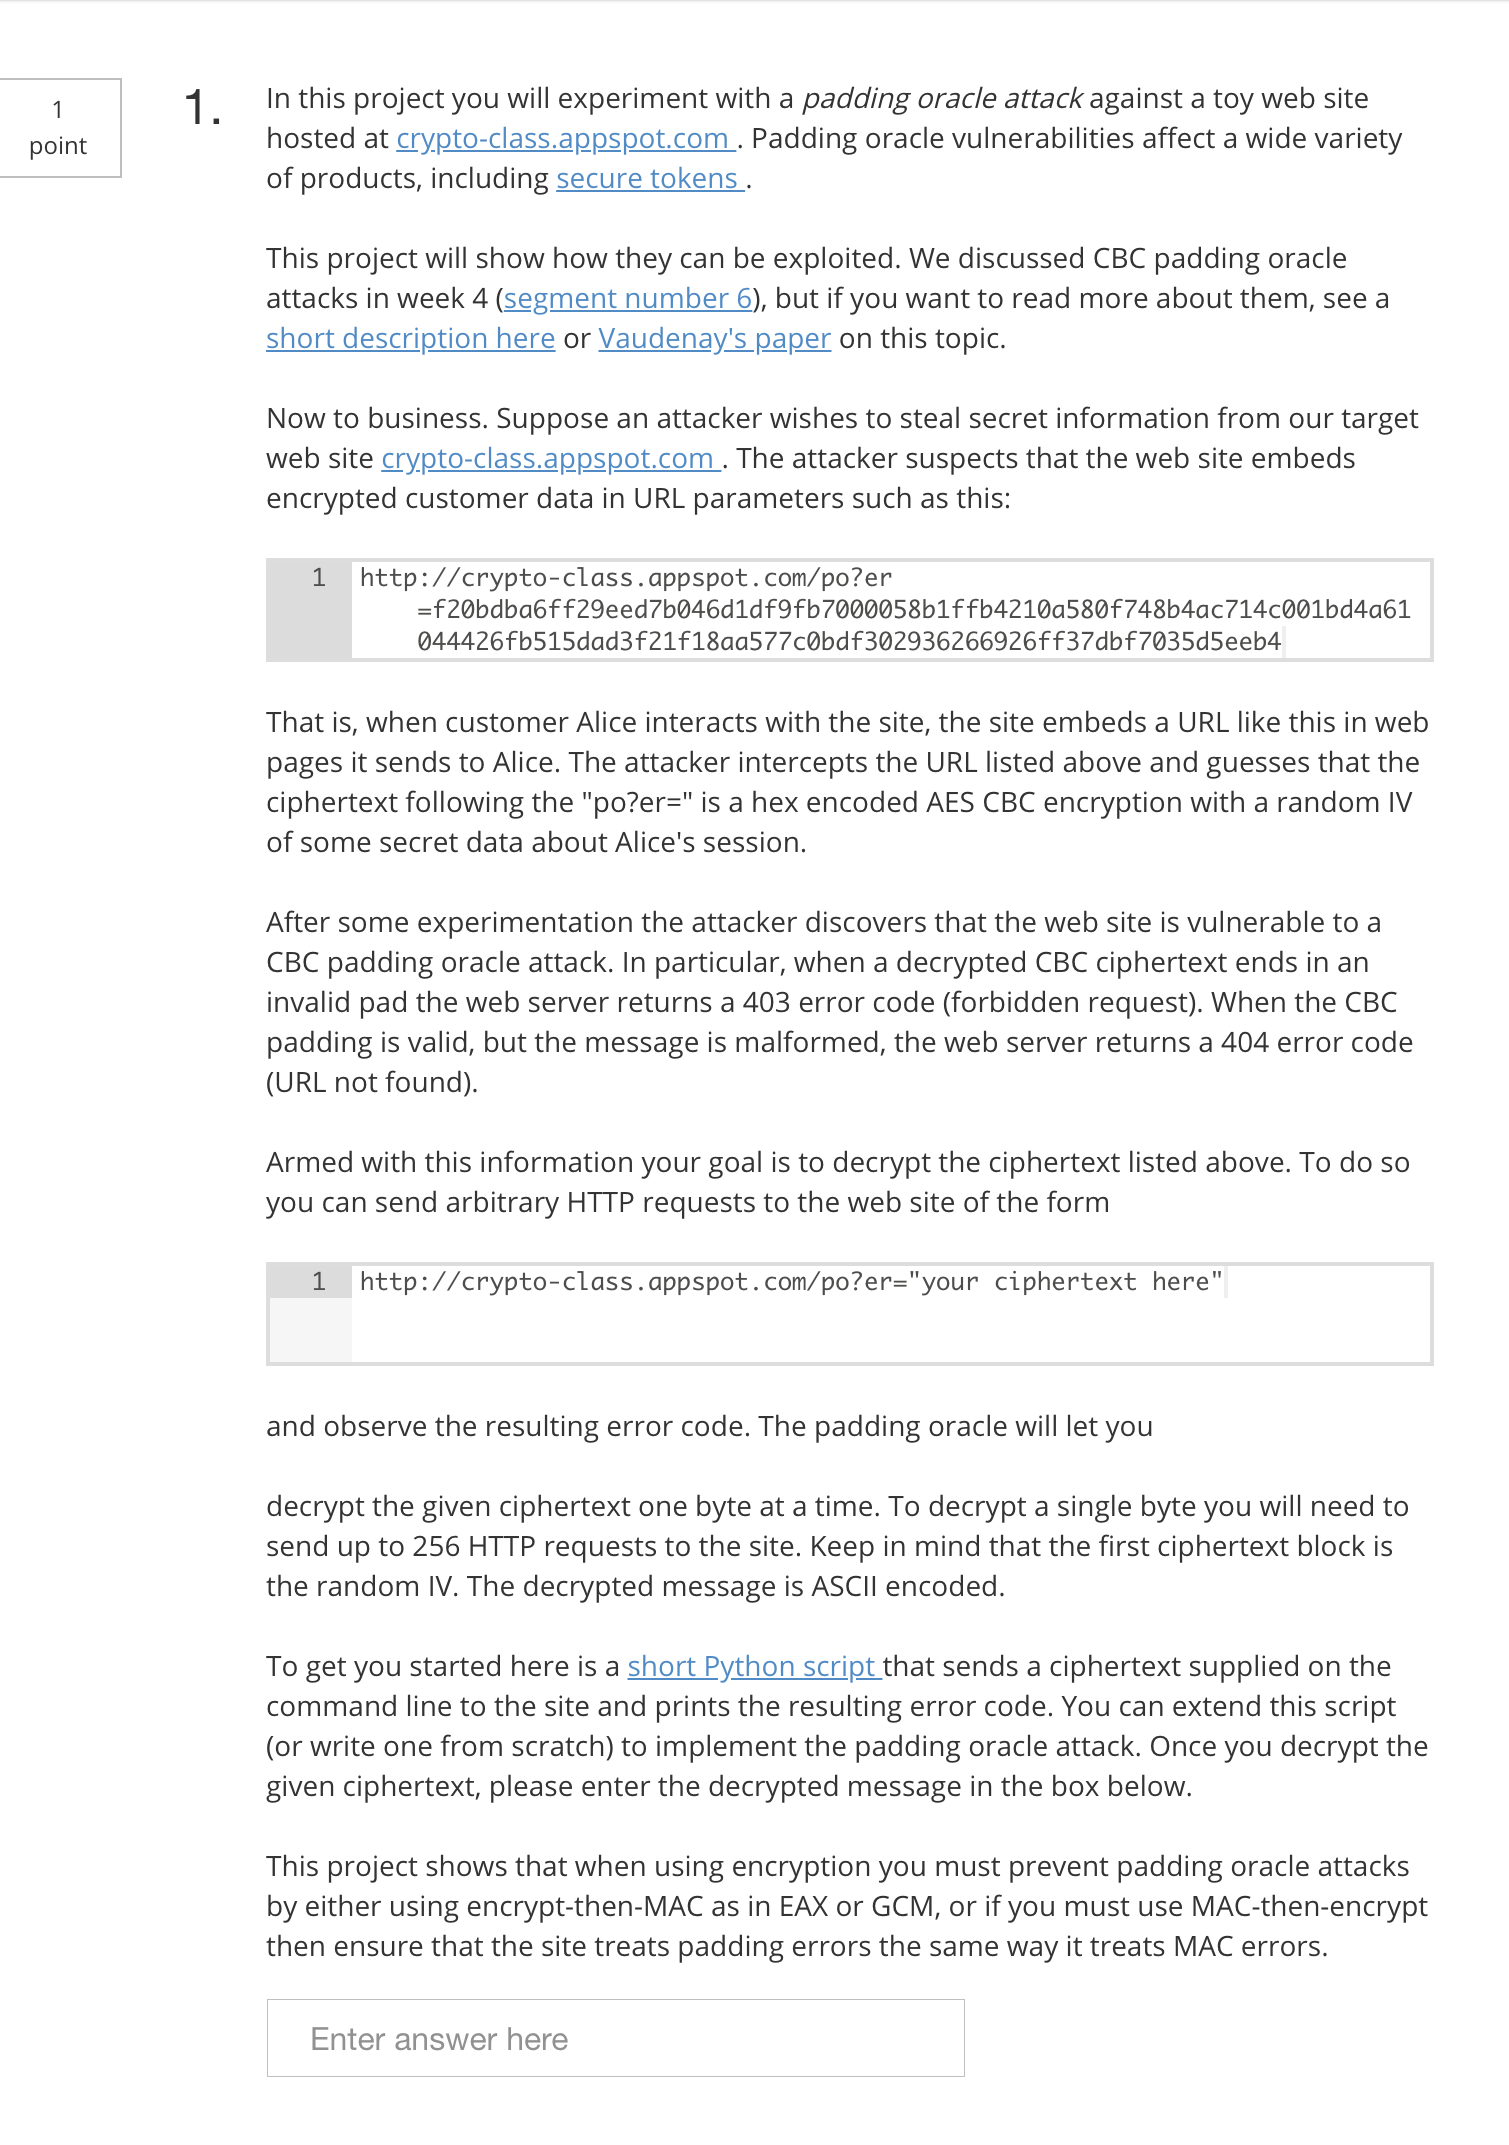 1
point
1.
In this project you will experiment with a padding oracle attack against a toy web site
hosted at crypto-class.appspot.com . Padding oracle vulnerabilities affect a wide variety
of products, including secure tokens .
This project will show how they can be exploited. We discussed CBC padding oracle
attacks in week 4 (segment number 6), but if you want to read more about them, see a
short description here or Vaudenay's paper on this topic.
Now to business. Suppose an attacker wishes to steal secret information from our target
web site crypto-class.appspot.com . The attacker suspects that the web site embeds
encrypted customer data in URL parameters such as this:
1 http://crypto-class.appspot.com/po?er
=f20bdba6ff29eed7b046d1df9fb7000058b1ffb4210a580f748b4ac714c001bd4a61
044426fb515dad3f21f18aa577c0bdf302936266926ff37dbf7035d5eeb4
That is, when customer Alice interacts with the site, the site embeds a URL like this in web
pages it sends to Alice. The attacker intercepts the URL listed above and guesses that the
ciphertext following the "po?er=" is a hex encoded AES CBC encryption with a random IV
of some secret data about Alice's session.
After some experimentation the attacker discovers that the web site is vulnerable to a
CBC padding oracle attack. In particular, when a decrypted CBC ciphertext ends in an
invalid pad the web server returns a 403 error code (forbidden request). When the CBC
padding is valid, but the message is malformed, the web server returns a 404 error code
(URL not found).
Armed with this information your goal is to decrypt the ciphertext listed above. To do so
you can send arbitrary HTTP requests to the web site of the form
1 http://crypto-class.appspot.com/po?er="your ciphertext here"
and observe the resulting error code. The padding oracle will let you
decrypt the given ciphertext one byte at a time. To decrypt a single byte you will need to
send up to 256 HTTP requests to the site. Keep in mind that the first ciphertext block is
the random IV. The decrypted message is ASCII encoded.
To get you started here is a short Python script that sends a ciphertext supplied on the
command line to the site and prints the resulting error code. You can extend this script
(or write one from scratch) to implement the padding oracle attack. Once you decrypt the
given ciphertext, please enter the decrypted message in the box below.
This project shows that when using encryption you must prevent padding oracle attacks
by either using encrypt-then-MAC as in EAX or GCM, or if you must use MAC-then-encrypt
then ensure that the site treats padding errors the same way it treats MAC errors.
Enter answer here